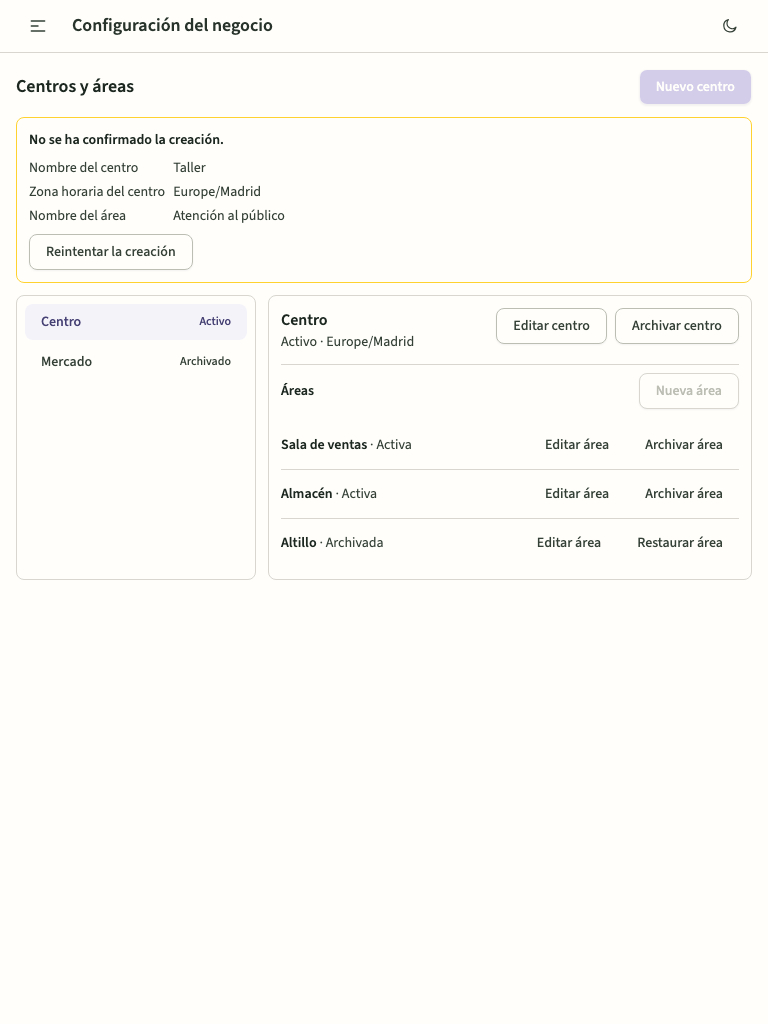 Configuración del negocio
Centros y áreas
Nuevo centro
No se ha confirmado la creación.
Nombre del centro Taller
Zona horaria del centro Europe/Madrid
Nombre del área Atención al público
Reintentar la creación
Centro Activo
Mercado Archivado
Centro
Activo · Europe/Madrid
Editar centro
Archivar centro
Áreas
Nueva área
Sala de ventas · Activa Editar área Archivar área
Almacén · Activa Editar área Archivar área
Altillo · Archivada Editar área Restaurar área